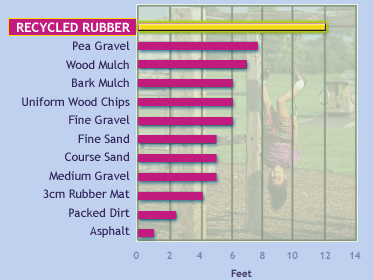 RECYCLED RUBBER
Pea Gravel
Wood Mulch
Bark Mulch
Uniform Wood Chips
Fine Gravel
Fine Sand
Course Sand
Medium Gravel
3cm Rubber Mat
Packed Dirt
Asphalt
0 2 4 6 8 10 12 14
Feet